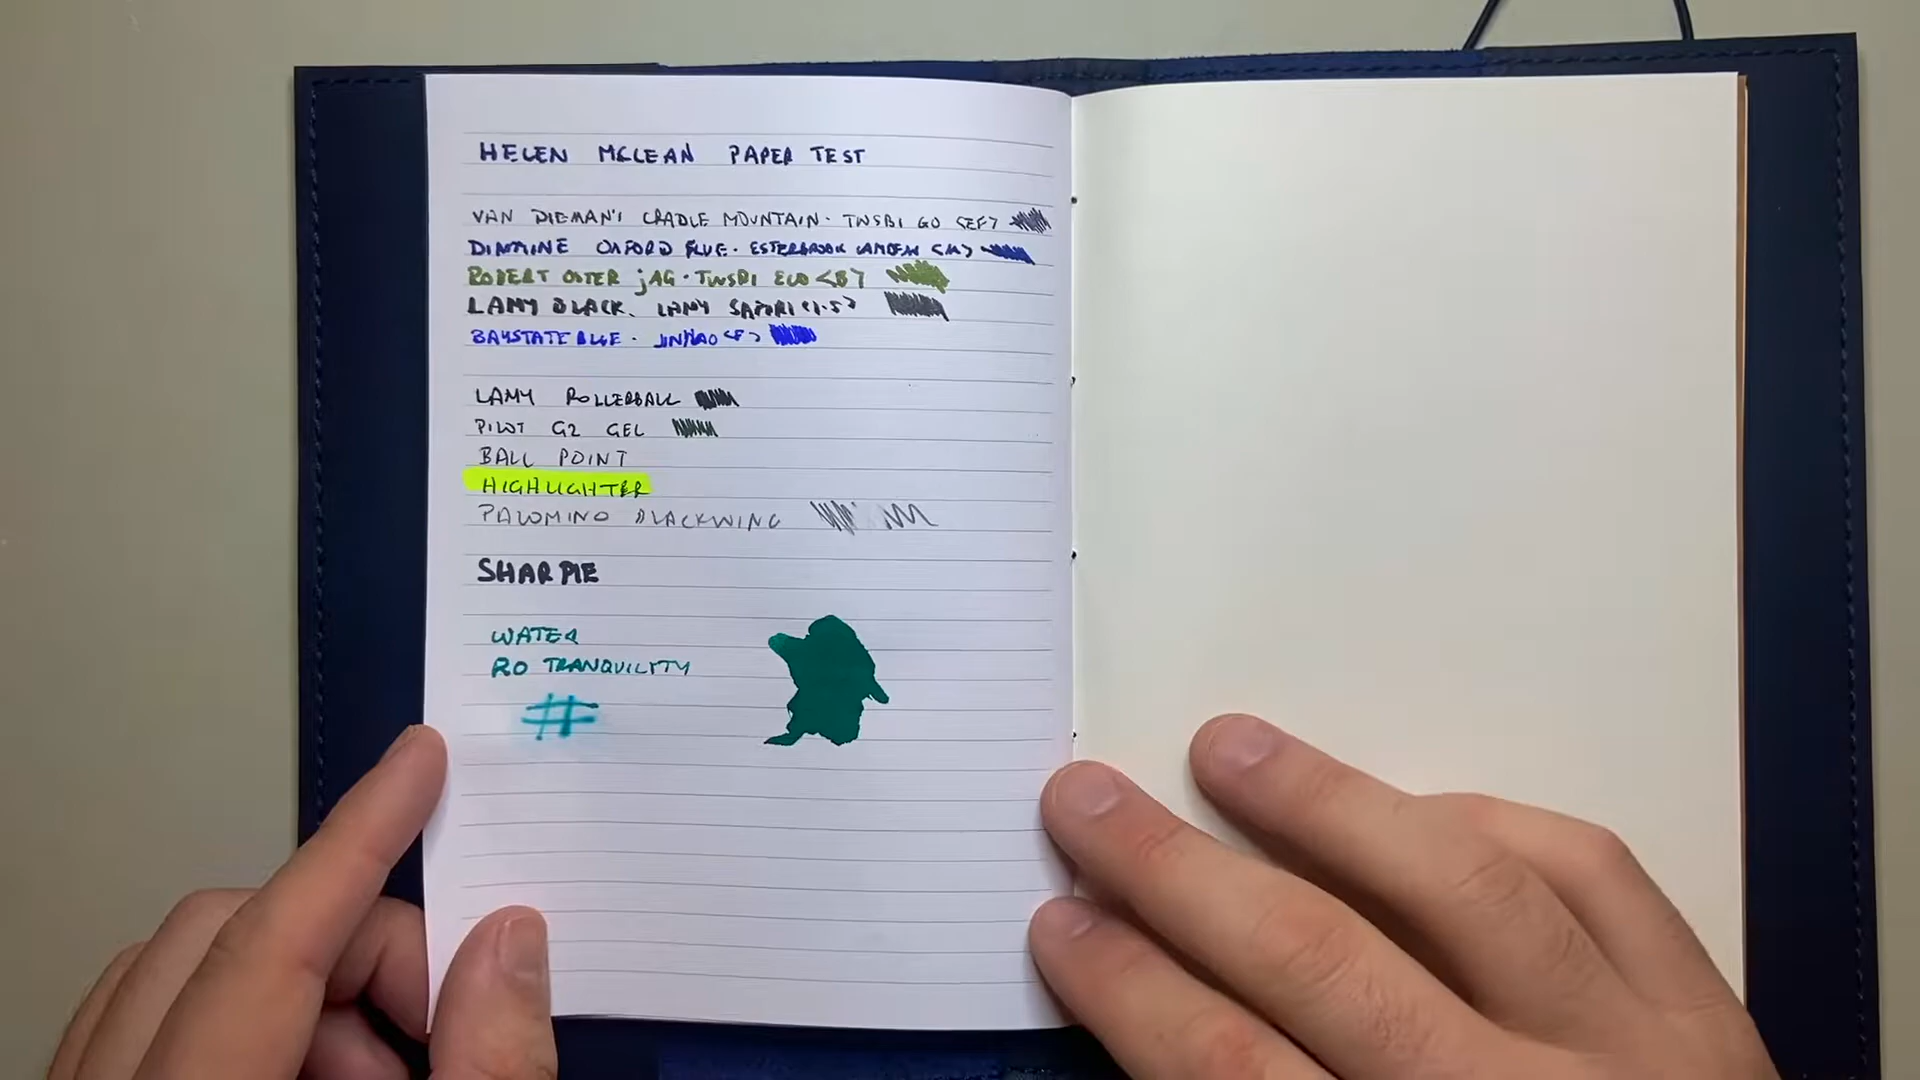 HELEN MCLEAN PAPER TEST
VAN DIEMAN'S CRADLE MOUNTAIN · TWSBI GO <EF>
DIAMINE OXFORD BLUE · ESTERBROOK CAMDEN <M>
ROBERT OSTER JAG · TWSBI ECO <B>
LAMY BLACK. LAMY SAFARI <1.5>
BAYSTATE BLUE · JINHAO <F>
LAMY ROLLERBALL
PILOT G2 GEL
BALL POINT
HIGHLIGHTER
PALOMINO BLACKWING
SHARPIE
WATER
RO TRANQUILITY
#